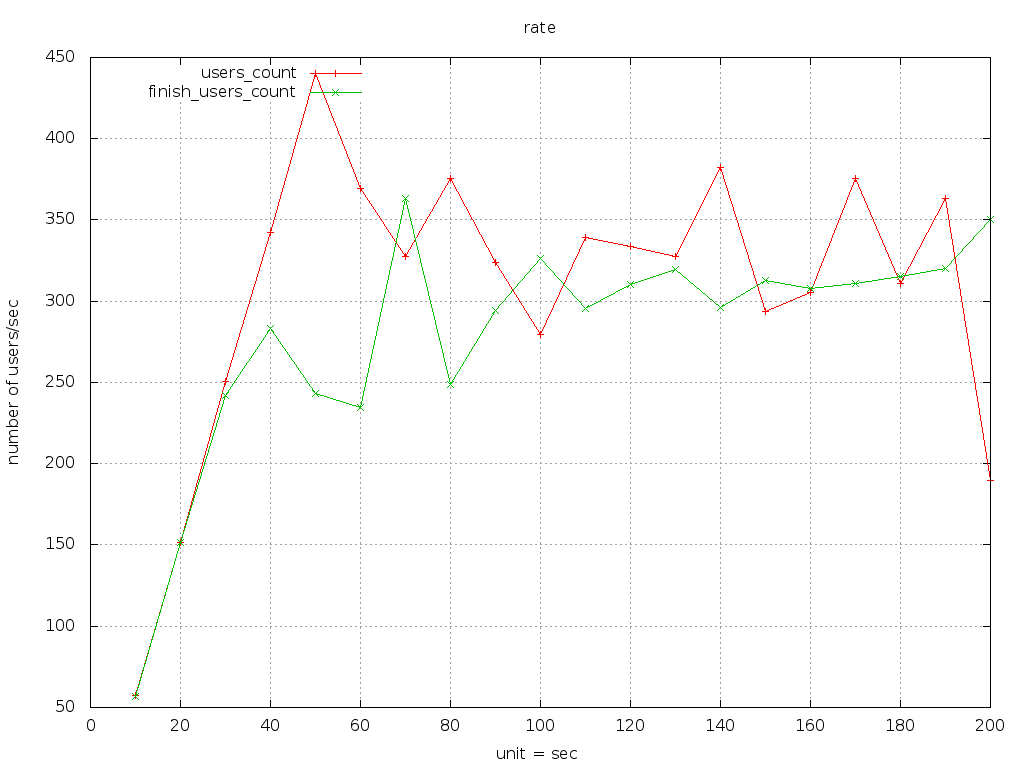 rate
450
400
350
300
250
200
150
100
50
users_count
finish_users_count
number of users/sec
0 20 40 60 80 100 120 140 160 180 200
unit = sec